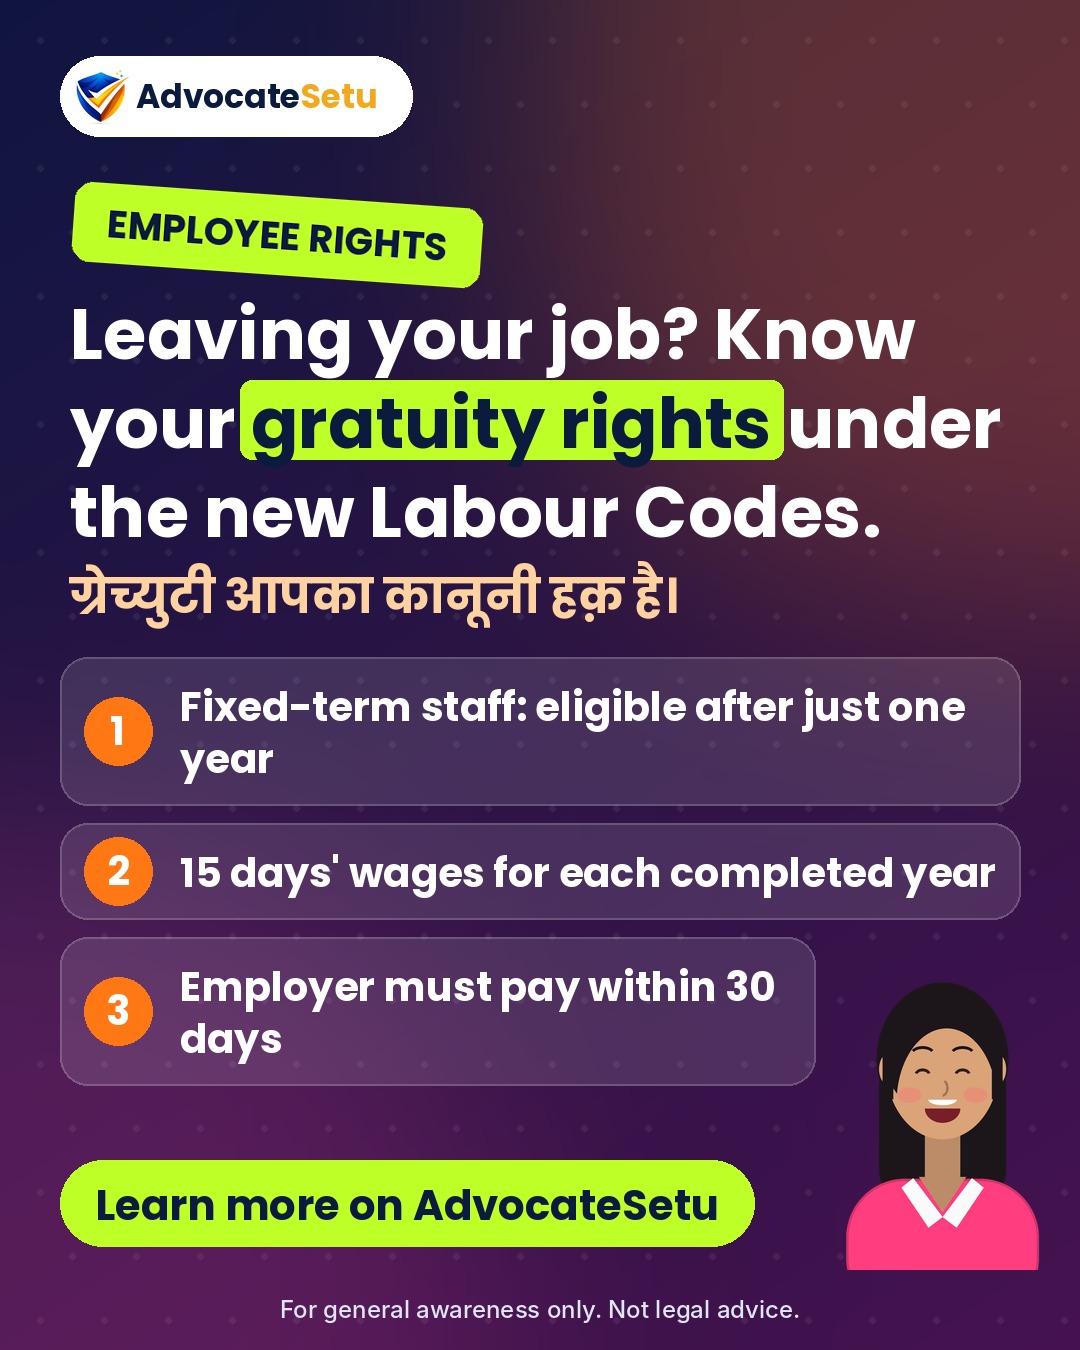 AdvocateSetu
EMPLOYEE RIGHTS
Leaving your job? Know
your gratuity rights under
the new Labour Codes.
ग्रेच्युटी आपका कानूनी हक़ है।
1 Fixed-term staff: eligible after just one
year
2 15 days' wages for each completed year
3 Employer must pay within 30
days
Learn more on AdvocateSetu
For general awareness only. Not legal advice.